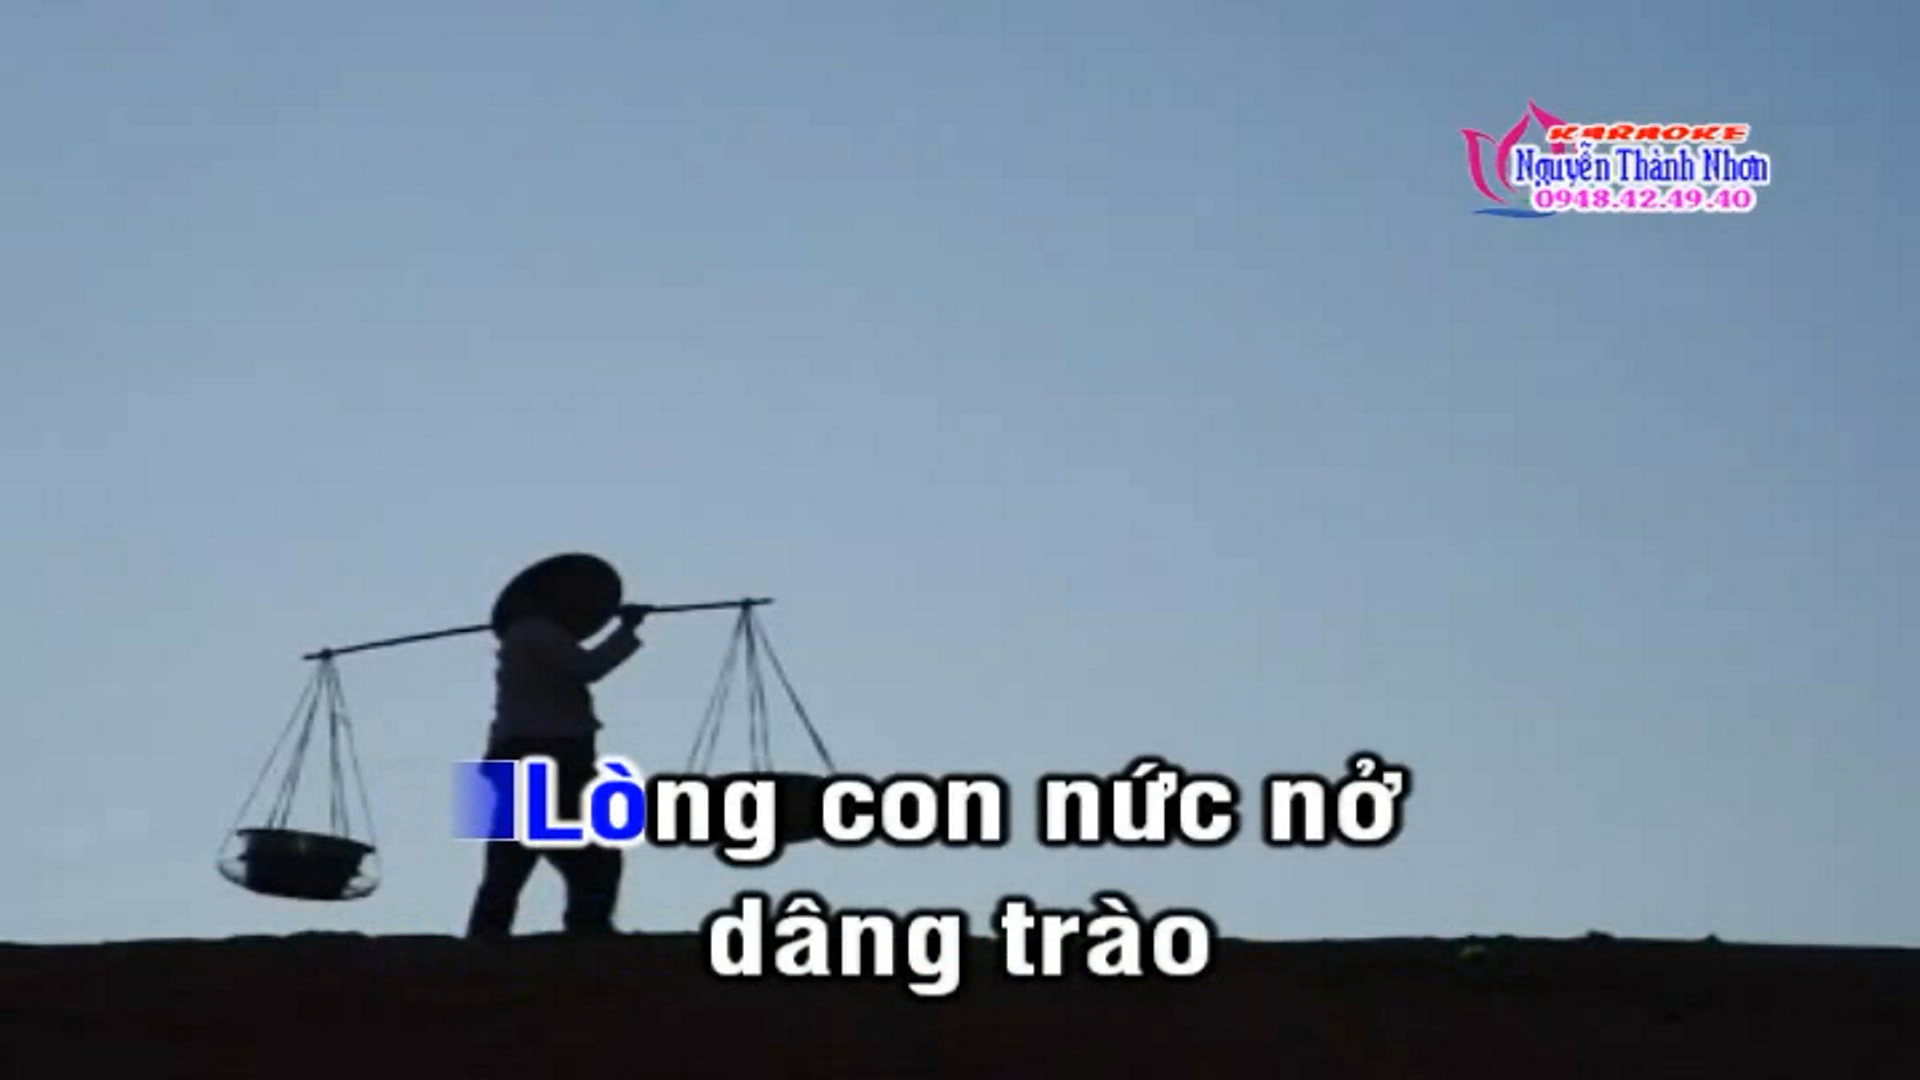 KARAOKE
Nguyễn Thành Nhơn
0948.42.49.40
Lòng con nức nở
dâng trào